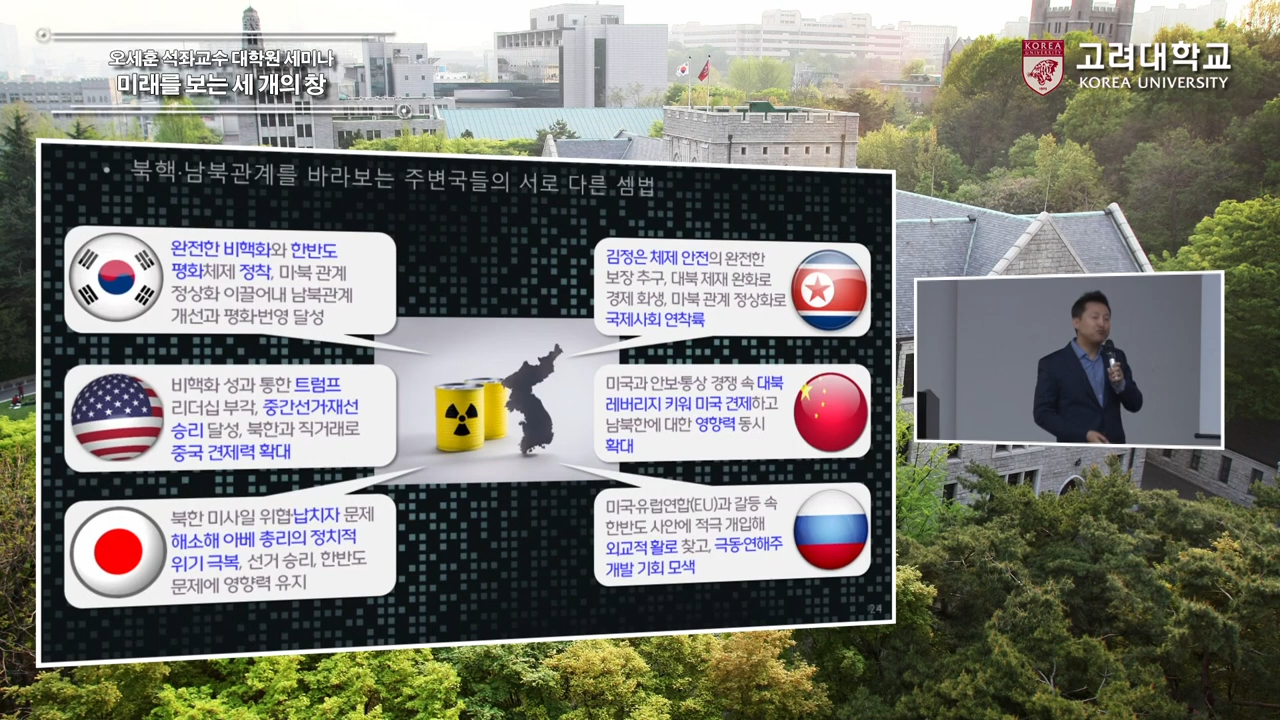 오세훈 석좌교수 대학원 세미나
미래를 보는 세 개의 창
KOREA
UNIVERSITY
고려대학교
KOREA UNIVERSITY
• 북핵·남북관계를 바라보는 주변국들의 서로 다른 셈법
완전한 비핵화와 한반도
평화체제 정착, 미·북 관계
정상화 이끌어내 남북관계
개선과 평화·번영 달성
김정은 체제 안전의 완전한
보장 추구, 대북 제재 완화로
경제 회생, 미·북 관계 정상화로
국제사회 연착륙
비핵화 성과 통한 트럼프
리더십 부각, 중간선거·재선
승리 달성, 북한과 직거래로
중국 견제력 확대
미국과 안보·통상 경쟁 속 대북
레버리지 키워 미국 견제하고
남북한에 대한 영향력 동시
확대
북한 미사일 위협·납치자 문제
해소해 아베 총리의 정치적
위기 극복, 선거 승리, 한반도
문제에 영향력 유지
미국·유럽연합(EU)과 갈등 속
한반도 사안에 적극 개입해
외교적 활로 찾고, 극동·연해주
개발 기회 모색
24